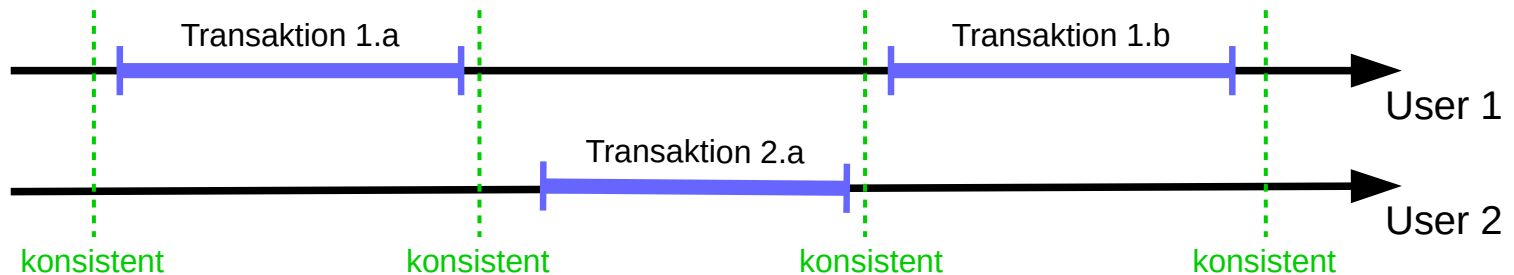 Transaktion 1.a
Transaktion 1.b
User 1
Transaktion 2.a
User 2
konsistent
konsistent
konsistent
konsistent